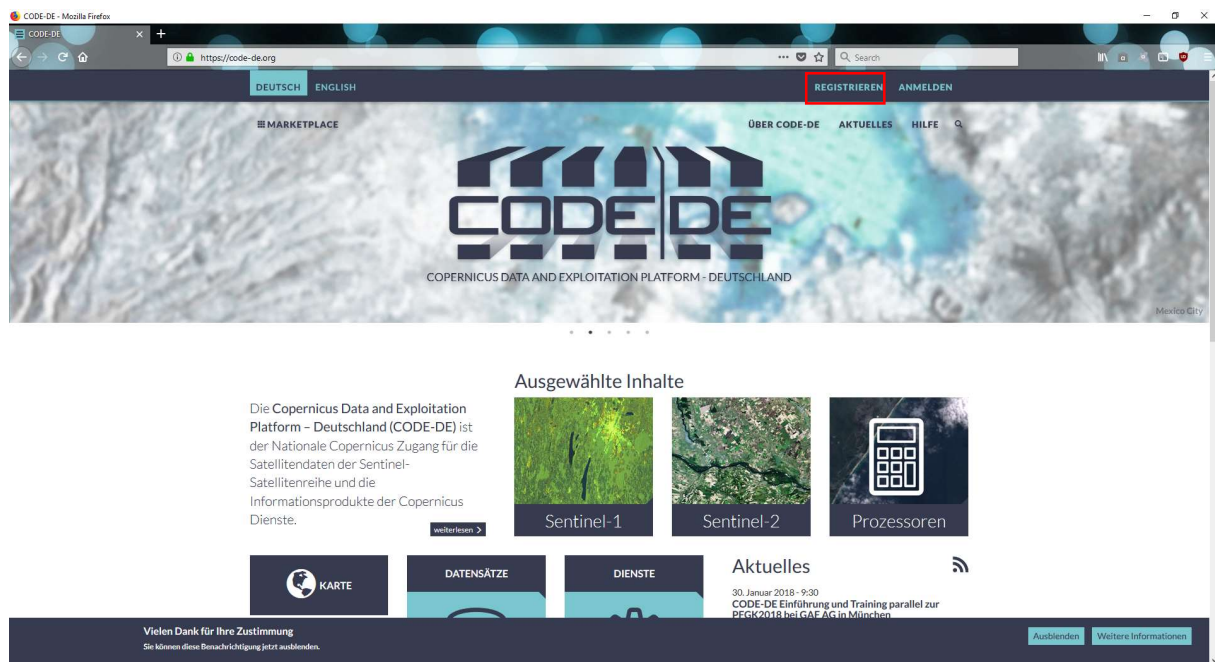 CODE-DE - Mozilla Firefox
CODE-DE
https://code-de.org
Search
DEUTSCH ENGLISH
REGISTRIEREN ANMELDEN
MARKETPLACE
ÜBER CODE-DE AKTUELLES HILFE
CODE DE
COPERNICUS DATA AND EXPLOITATION PLATFORM - DEUTSCHLAND
Mexico City
Ausgewählte Inhalte
Die Copernicus Data and Exploitation
Platform – Deutschland (CODE-DE) ist
der Nationale Copernicus Zugang für die
Satellitendaten der Sentinel-
Satellitenreihe und die
Informationsprodukte der Copernicus
Dienste.
weiterlesen
Sentinel-1
Sentinel-2
Prozessoren
KARTE
DATENSÄTZE
DIENSTE
Aktuelles
30. Januar 2018 - 9:30
CODE-DE Einführung und Training parallel zur
PFGK2018 bei GAF AG in München
Vielen Dank für Ihre Zustimmung
Sie können diese Benachrichtigung jetzt ausblenden.
Ausblenden
Weitere Informationen